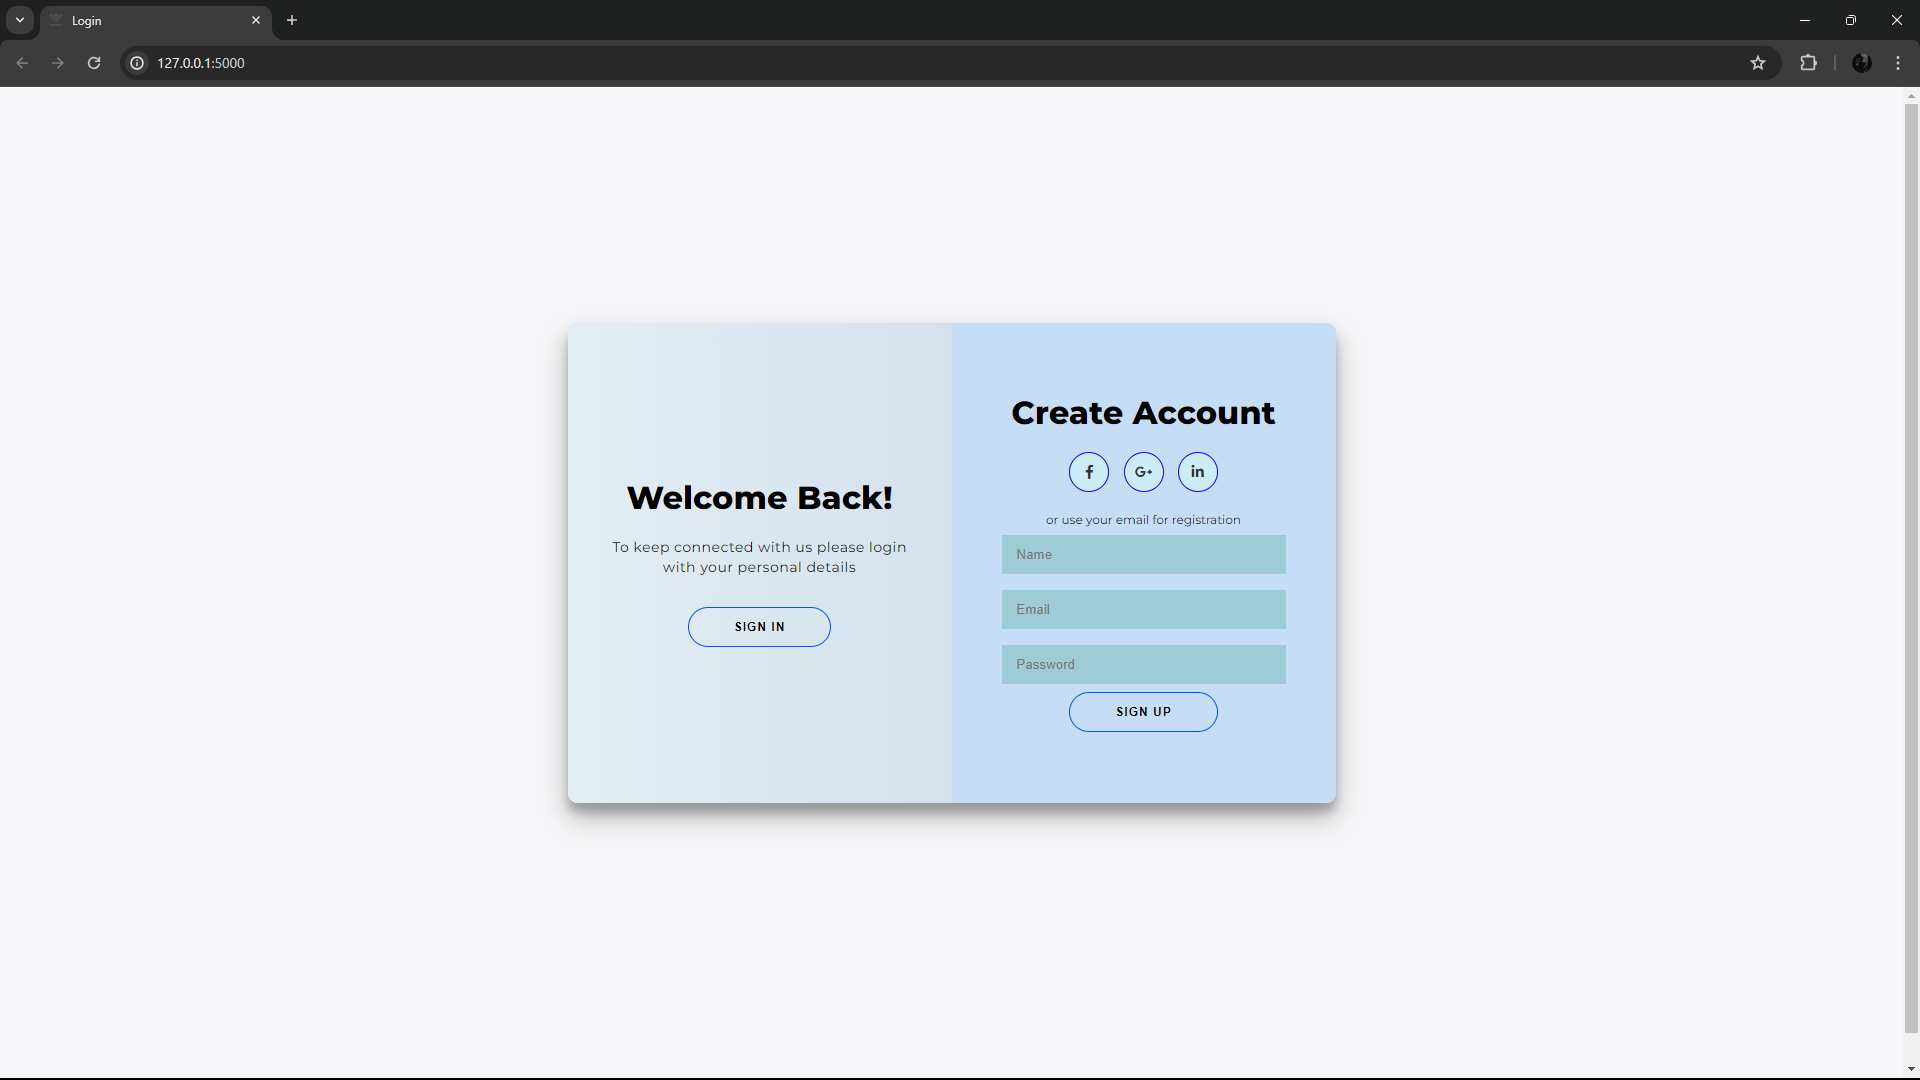 Login
127.0.0.1:5000
Welcome Back!
To keep connected with us please login
with your personal details
SIGN IN
Create Account
f
G+
in
or use your email for registration
Name
Email
Password
SIGN UP